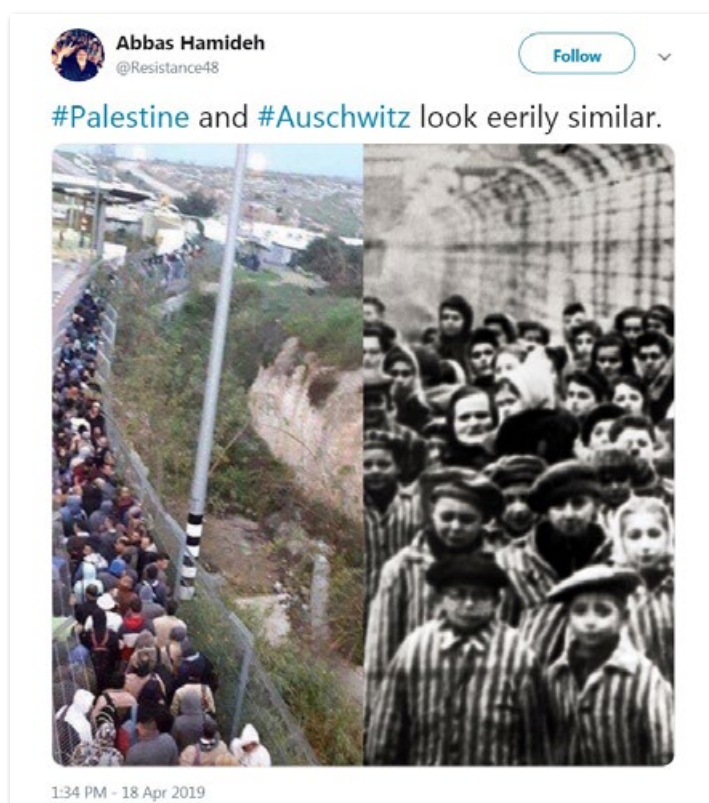 Abbas Hamideh
@Resistance48
Follow
#Palestine and #Auschwitz look eerily similar.
1:34 PM - 18 Apr 2019